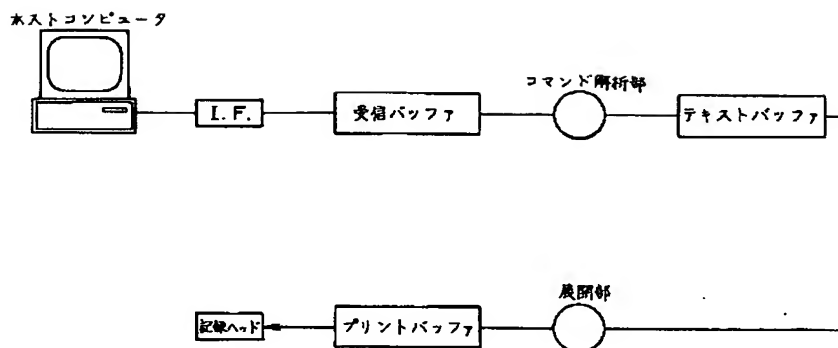 ホストコンピュータ
I.F.
受信バッファ
コマンド解析部
テキストバッファ
記録ヘッド
プリントバッファ
展開部